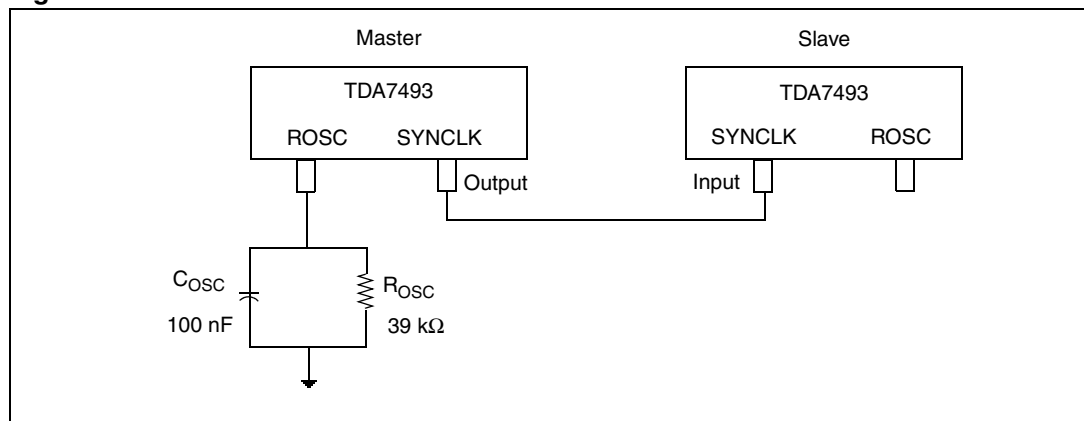 Master
Slave
TDA7493
TDA7493
ROSC SYNCLK
SYNCLK ROSC
Output
Input
COSC
100 nF
ROSC
39 kΩ